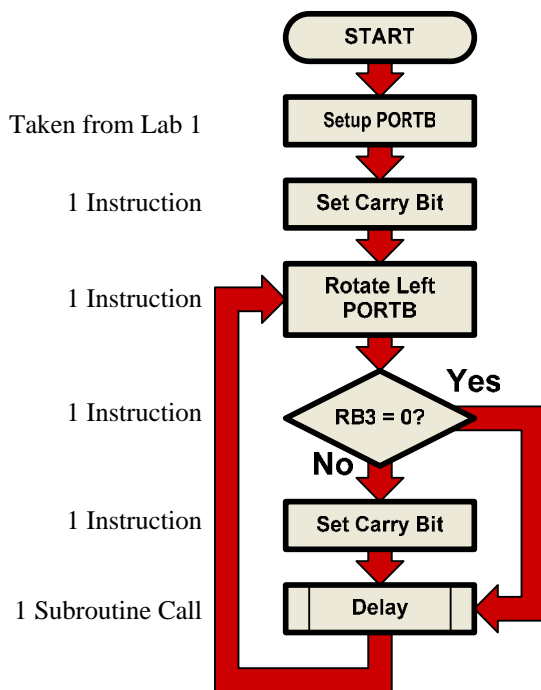 START
Taken from Lab 1
Setup PORTB
1 Instruction
Set Carry Bit
1 Instruction
Rotate Left
PORTB
Yes
1 Instruction
RB3 = 0?
No
1 Instruction
Set Carry Bit
1 Subroutine Call
Delay